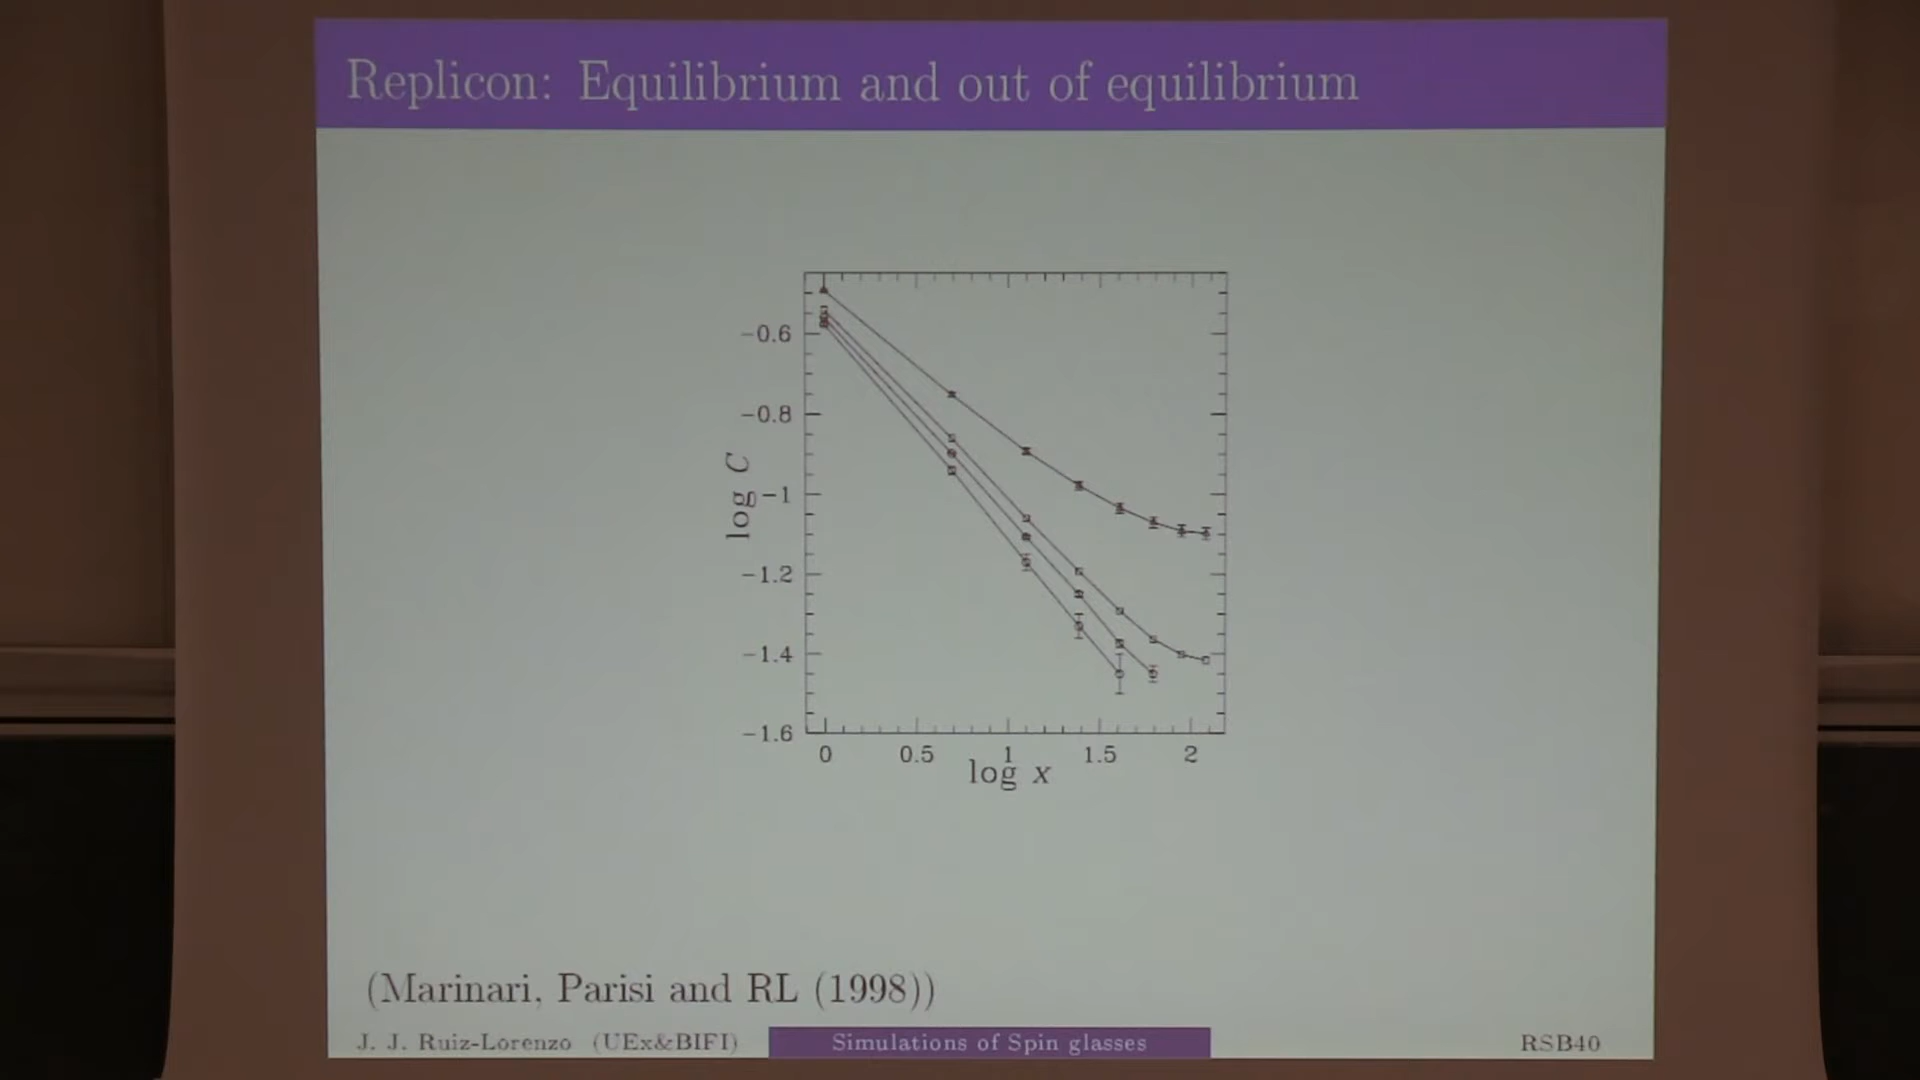 Replicon: Equilibrium and out of equilibrium
−0.6
−0.8
−1
−1.2
−1.4
−1.6
log C
0 0.5 1 1.5 2
log x
(Marinari, Parisi and RL (1998))
J. J. Ruiz-Lorenzo (UEx&BIFI) Simulations of Spin glasses RSB40